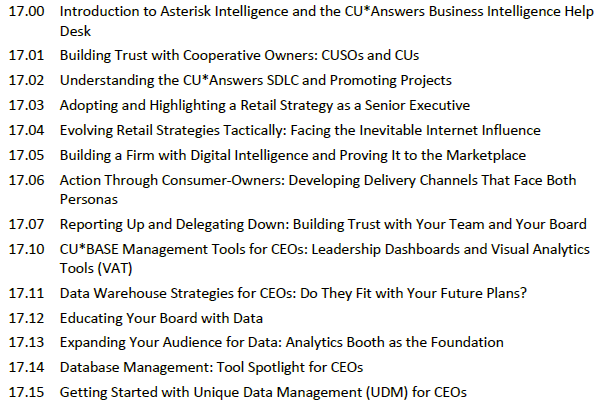 17.00 Introduction to Asterisk Intelligence and the CU*Answers Business Intelligence Help
Desk
17.01 Building Trust with Cooperative Owners: CUSOs and CUs
17.02 Understanding the CU*Answers SDLC and Promoting Projects
17.03 Adopting and Highlighting a Retail Strategy as a Senior Executive
17.04 Evolving Retail Strategies Tactically: Facing the Inevitable Internet Influence
17.05 Building a Firm with Digital Intelligence and Proving It to the Marketplace
17.06 Action Through Consumer-Owners: Developing Delivery Channels That Face Both
Personas
17.07 Reporting Up and Delegating Down: Building Trust with Your Team and Your Board
17.10 CU*BASE Management Tools for CEOs: Leadership Dashboards and Visual Analytics
Tools (VAT)
17.11 Data Warehouse Strategies for CEOs: Do They Fit with Your Future Plans?
17.12 Educating Your Board with Data
17.13 Expanding Your Audience for Data: Analytics Booth as the Foundation
17.14 Database Management: Tool Spotlight for CEOs
17.15 Getting Started with Unique Data Management (UDM) for CEOs